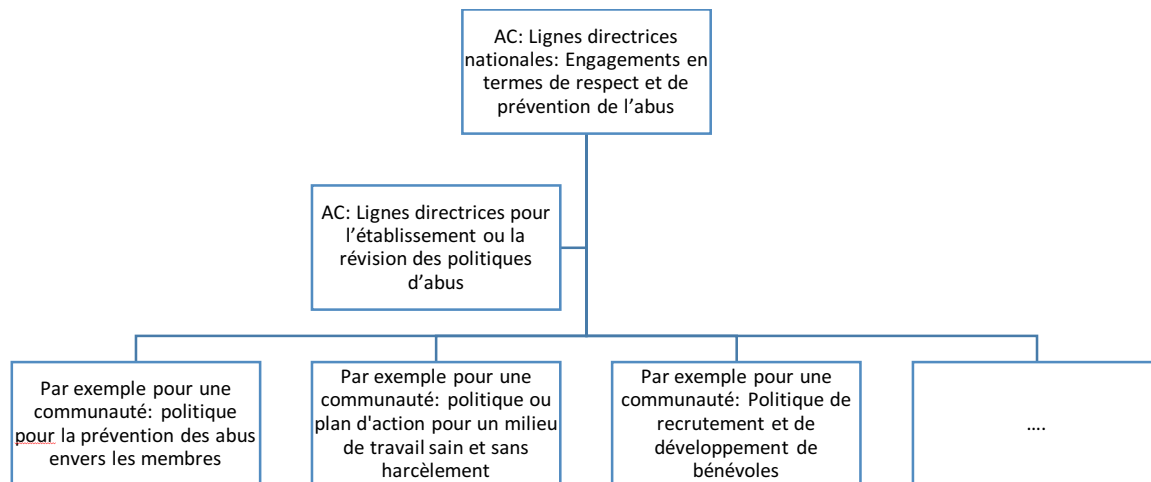 AC: Lignes directrices
nationales: Engagements en
termes de respect et de
prévention de l’abus
AC: Lignes directrices pour
l’établissement ou la
révision des politiques
d’abus
Par exemple pour une
communauté: politique
pour la prévention des abus
envers les membres
Par exemple pour une
communauté: politique ou
plan d'action pour un milieu
de travail sain et sans
harcèlement
Par exemple pour une
communauté: Politique de
recrutement et de
développement de
bénévoles
....